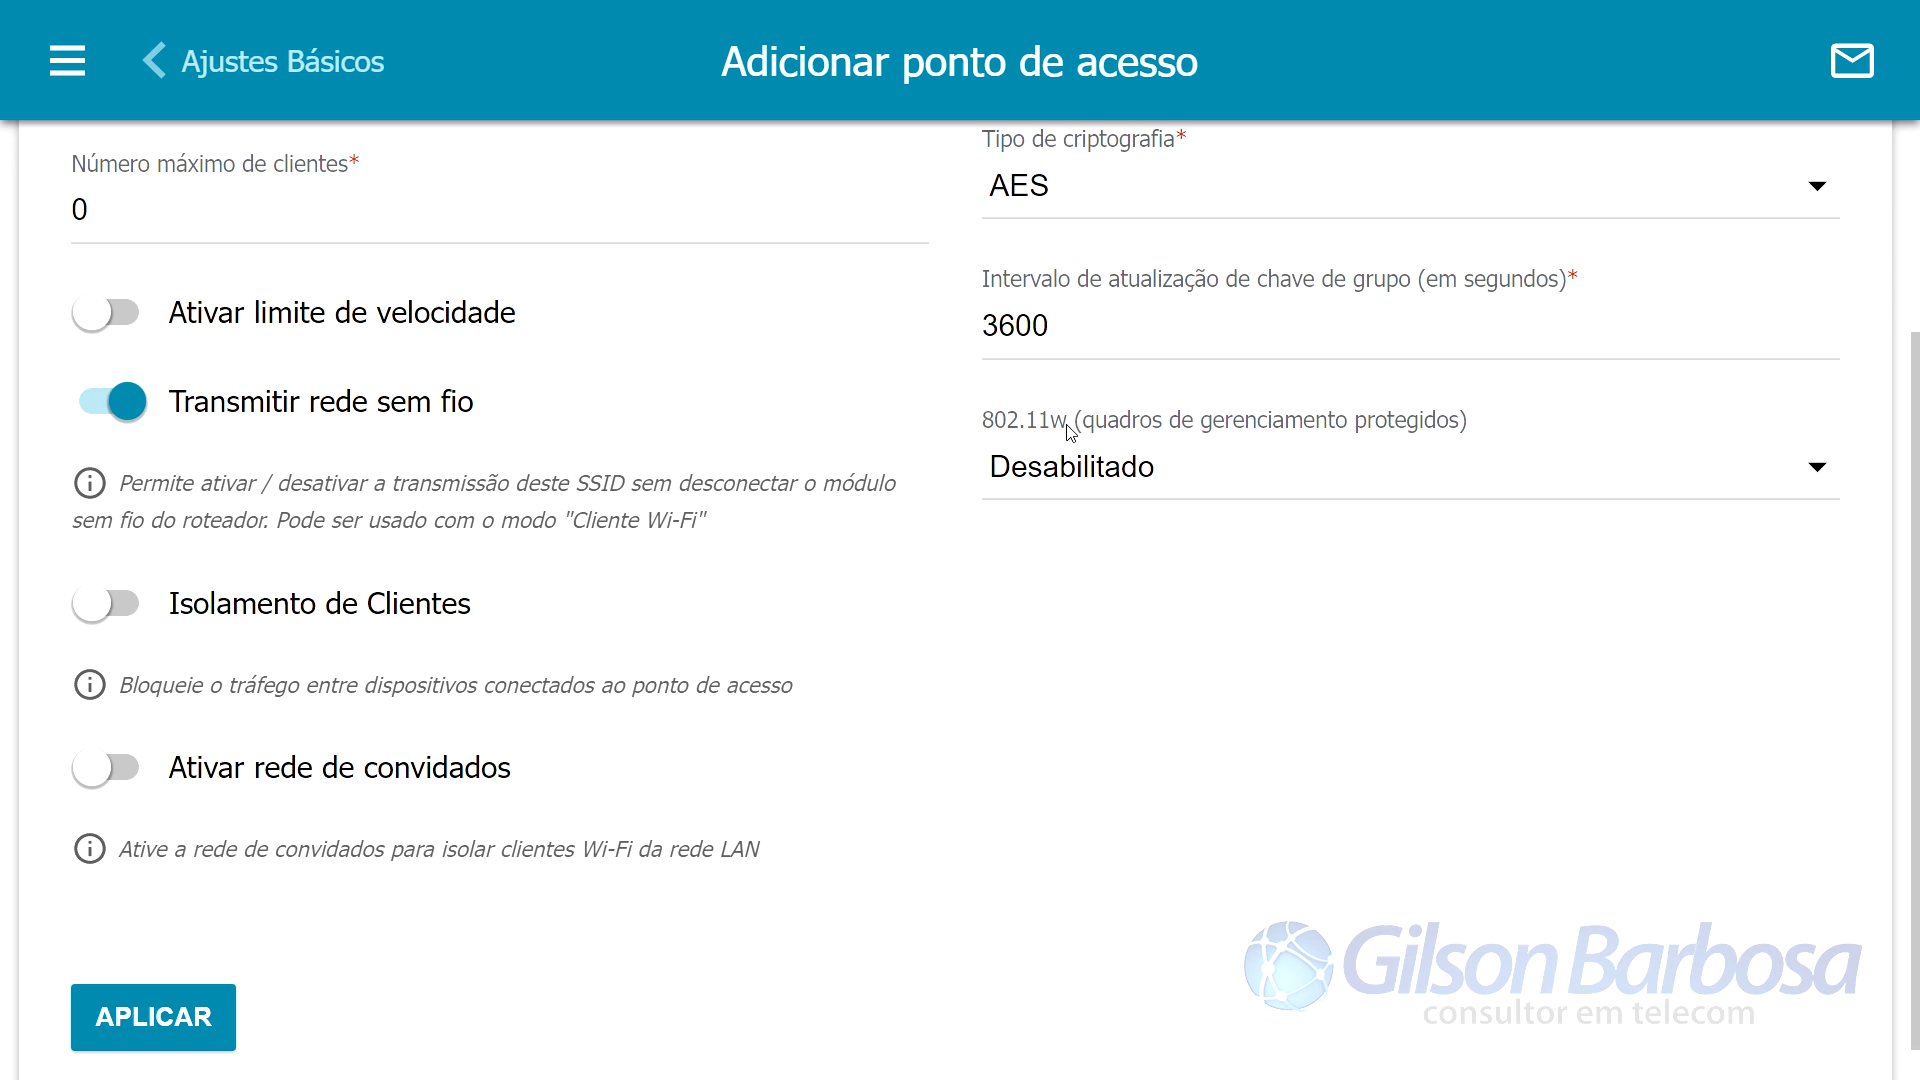 Ajustes Básicos
Adicionar ponto de acesso
Número máximo de clientes*
0
Ativar limite de velocidade
Transmitir rede sem fio
Permite ativar / desativar a transmissão deste SSID sem desconectar o módulo
sem fio do roteador. Pode ser usado com o modo "Cliente Wi-Fi"
Isolamento de Clientes
Bloqueie o tráfego entre dispositivos conectados ao ponto de acesso
Ativar rede de convidados
Ative a rede de convidados para isolar clientes Wi-Fi da rede LAN
APLICAR
Tipo de criptografia*
AES
Intervalo de atualização de chave de grupo (em segundos)*
3600
802.11w (quadros de gerenciamento protegidos)
Desabilitado
Gilson Barbosa
consultor em telecom